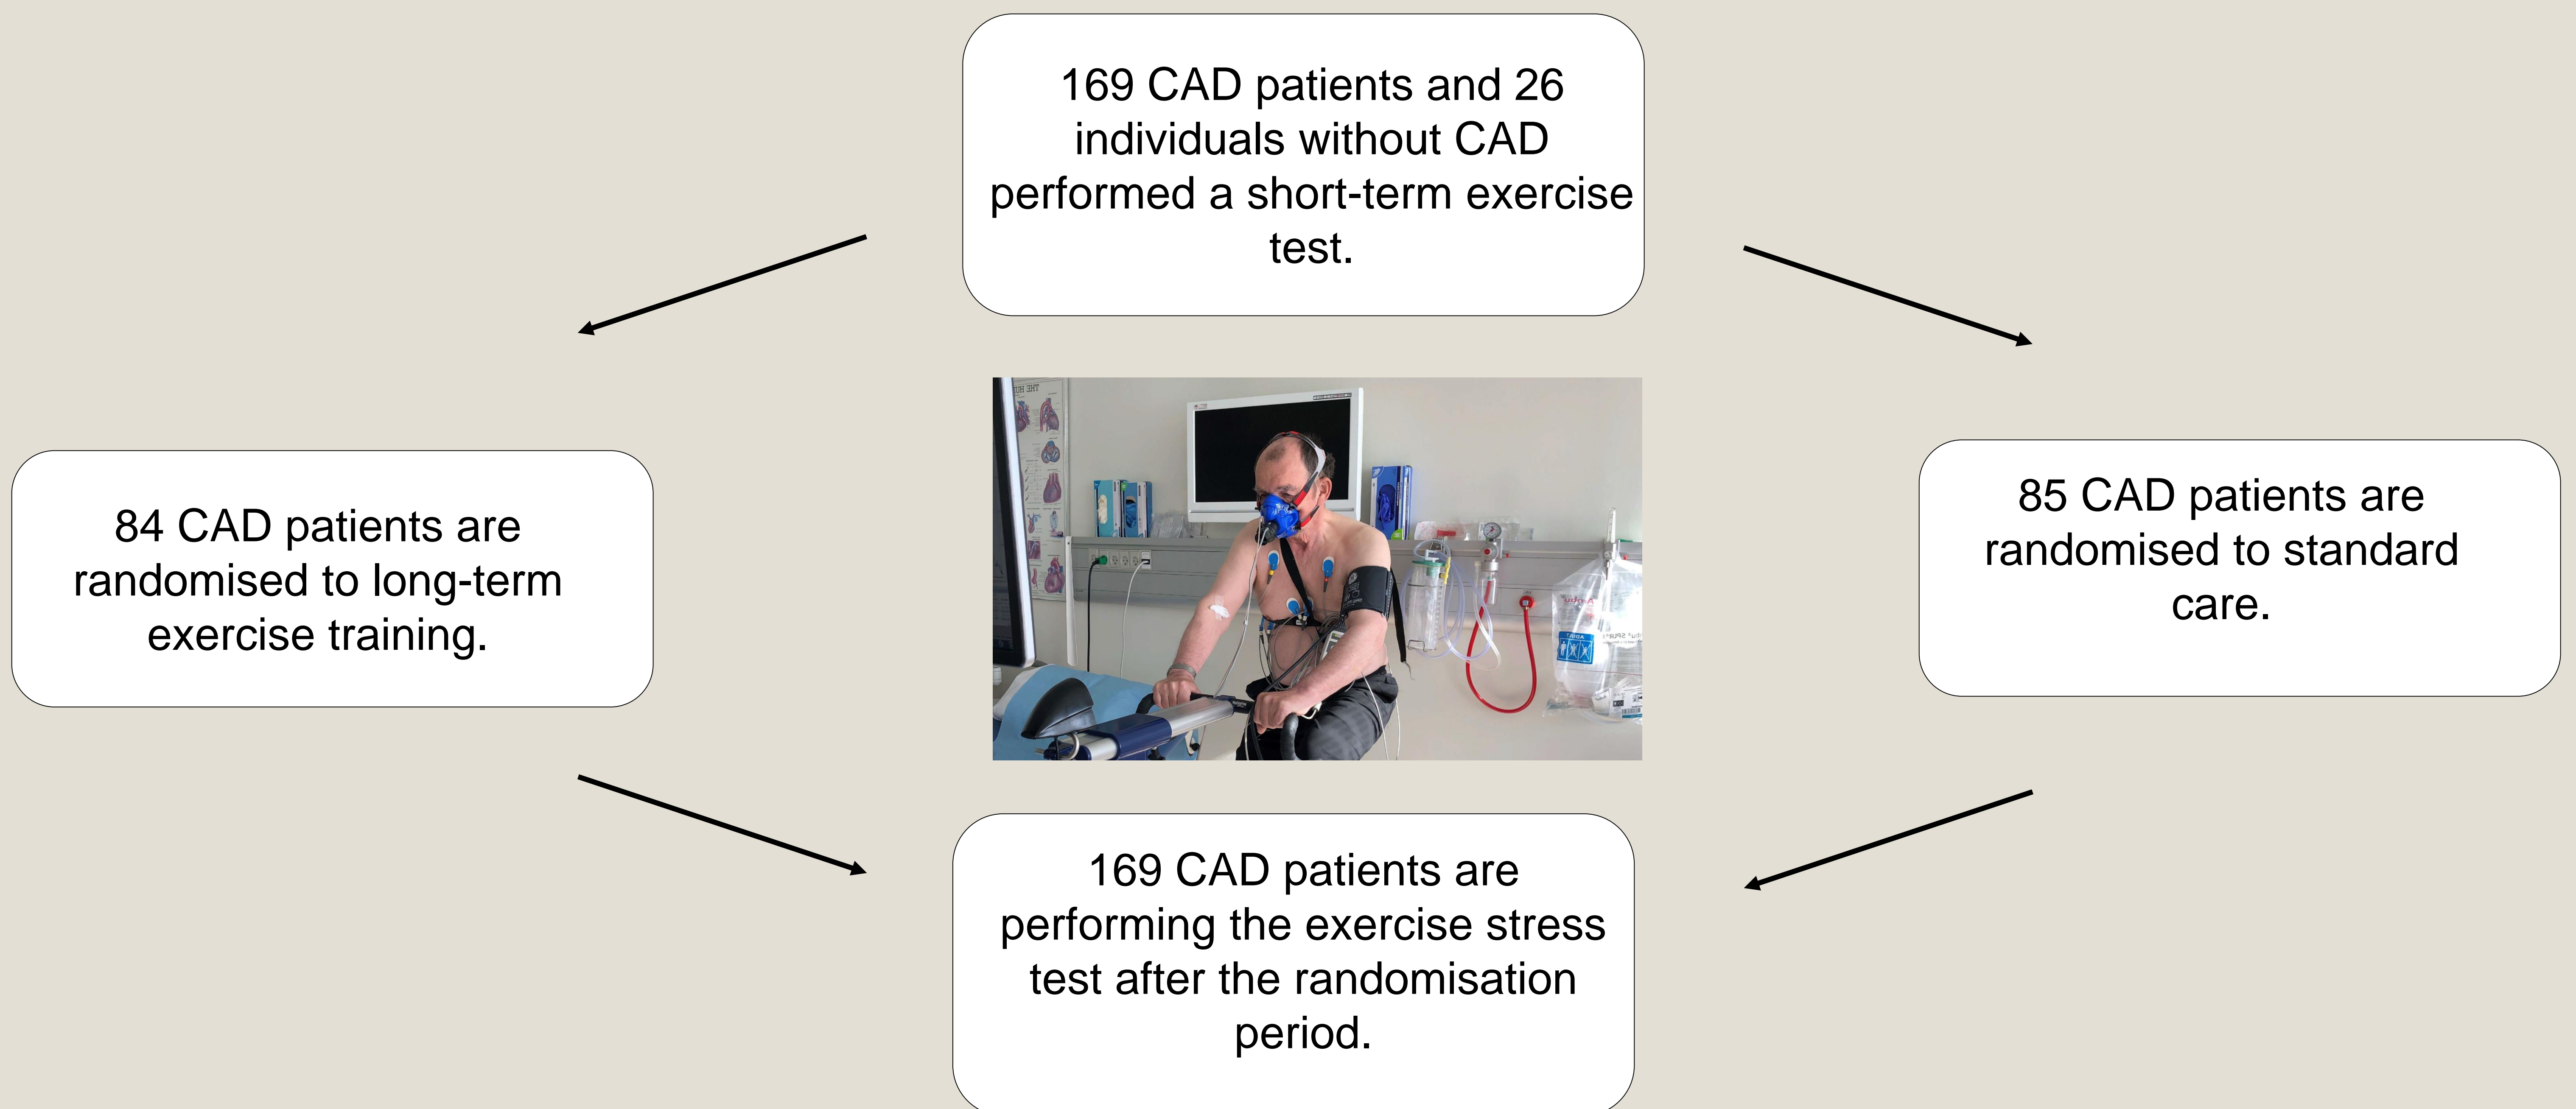 169 CAD patients and 26
individuals without CAD
performed a short-term exercise
test.
84 CAD patients are
randomised to long-term
exercise training.
85 CAD patients are
randomised to standard
care.
169 CAD patients are
performing the exercise stress
test after the randomisation
period.